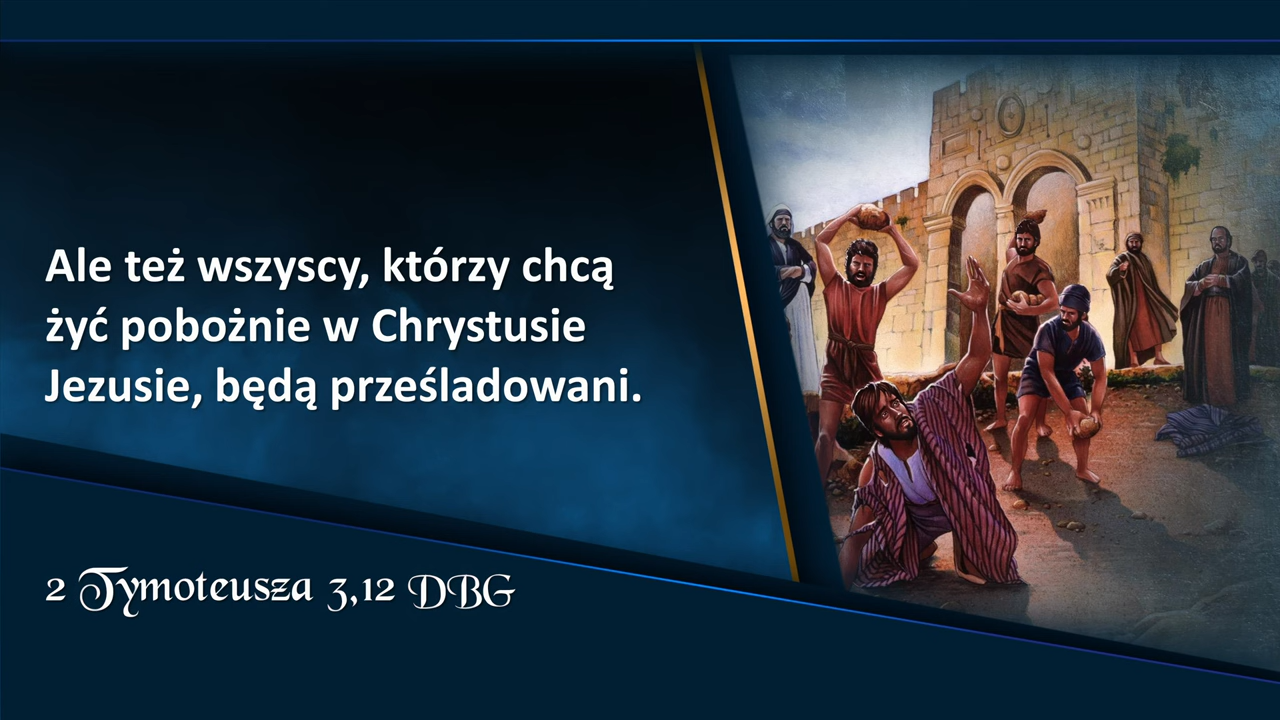 Ale też wszyscy, którzy chcą
żyć pobożnie w Chrystusie
Jezusie, będą prześladowani.
2 Tymoteusza 3,12 DBG